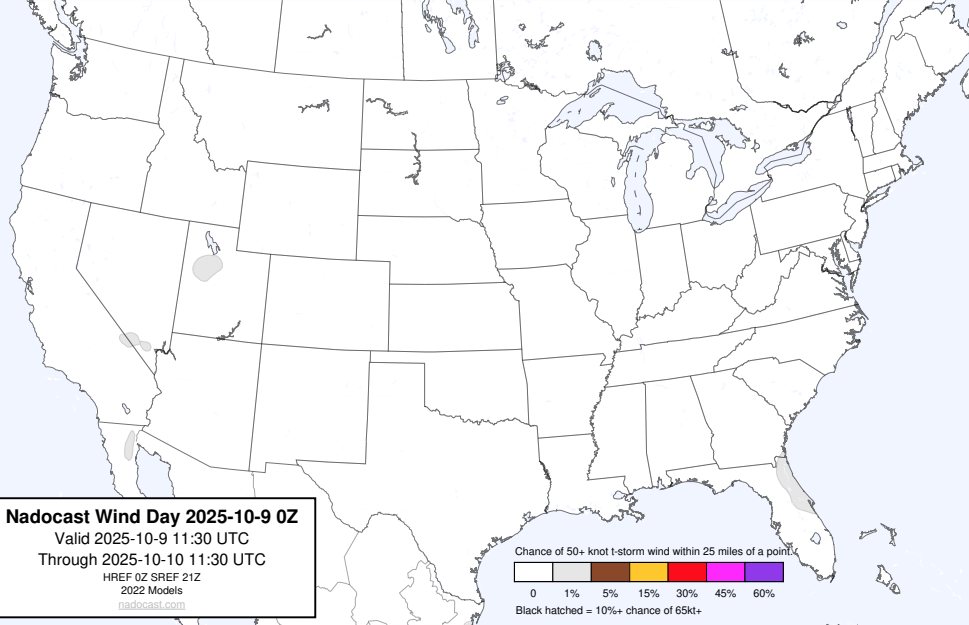 Nadocast Wind Day 2025-10-9 0Z
Valid 2025-10-9 11:30 UTC
Through 2025-10-10 11:30 UTC
HREF 0Z SREF 21Z
2022 Models
nadocast.com
Chance of 50+ knot t-storm wind within 25 miles of a point.
0 1% 5% 15% 30% 45% 60%
Black hatched = 10%+ chance of 65kt+